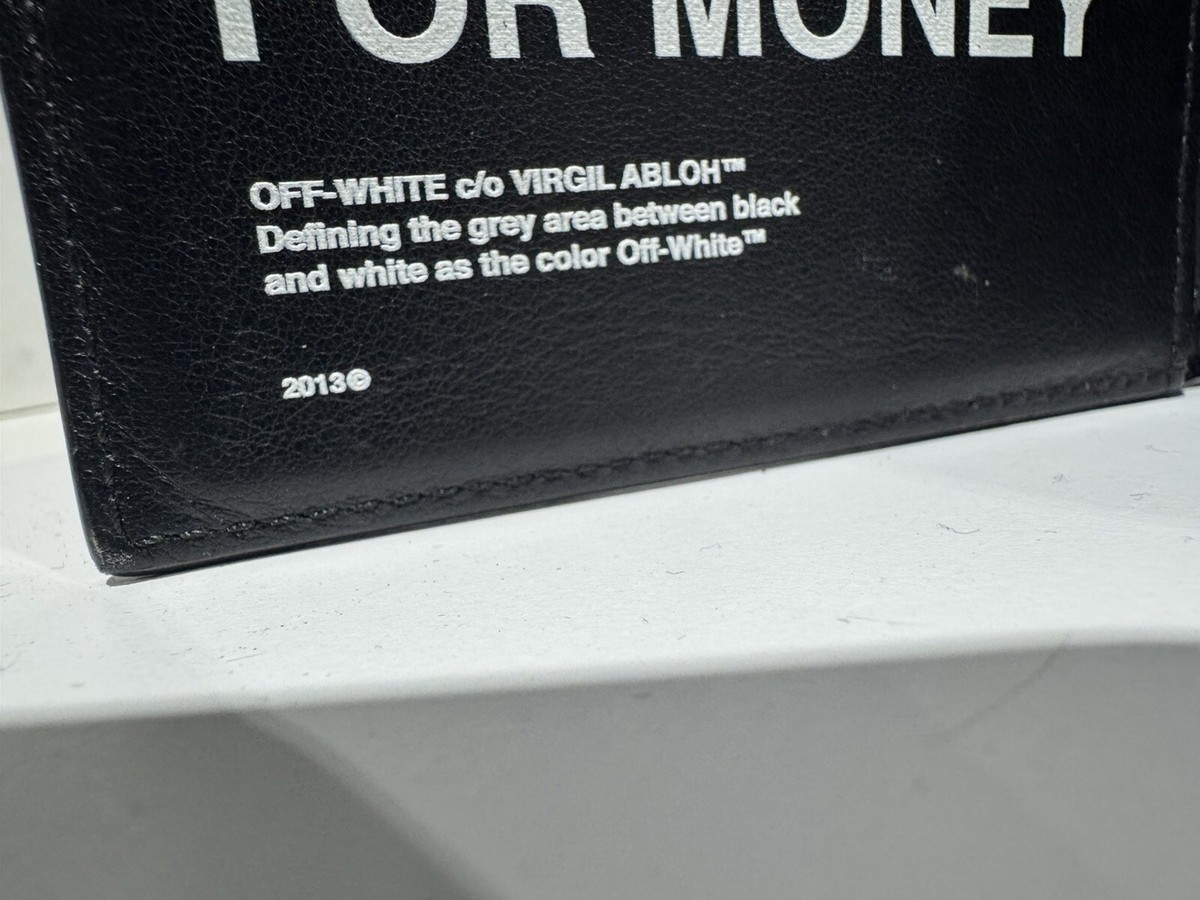 FOR MONEY
OFF-WHITE c/o VIRGIL ABLOH™
Defining the grey area between black
and white as the color Off-White™
2013©